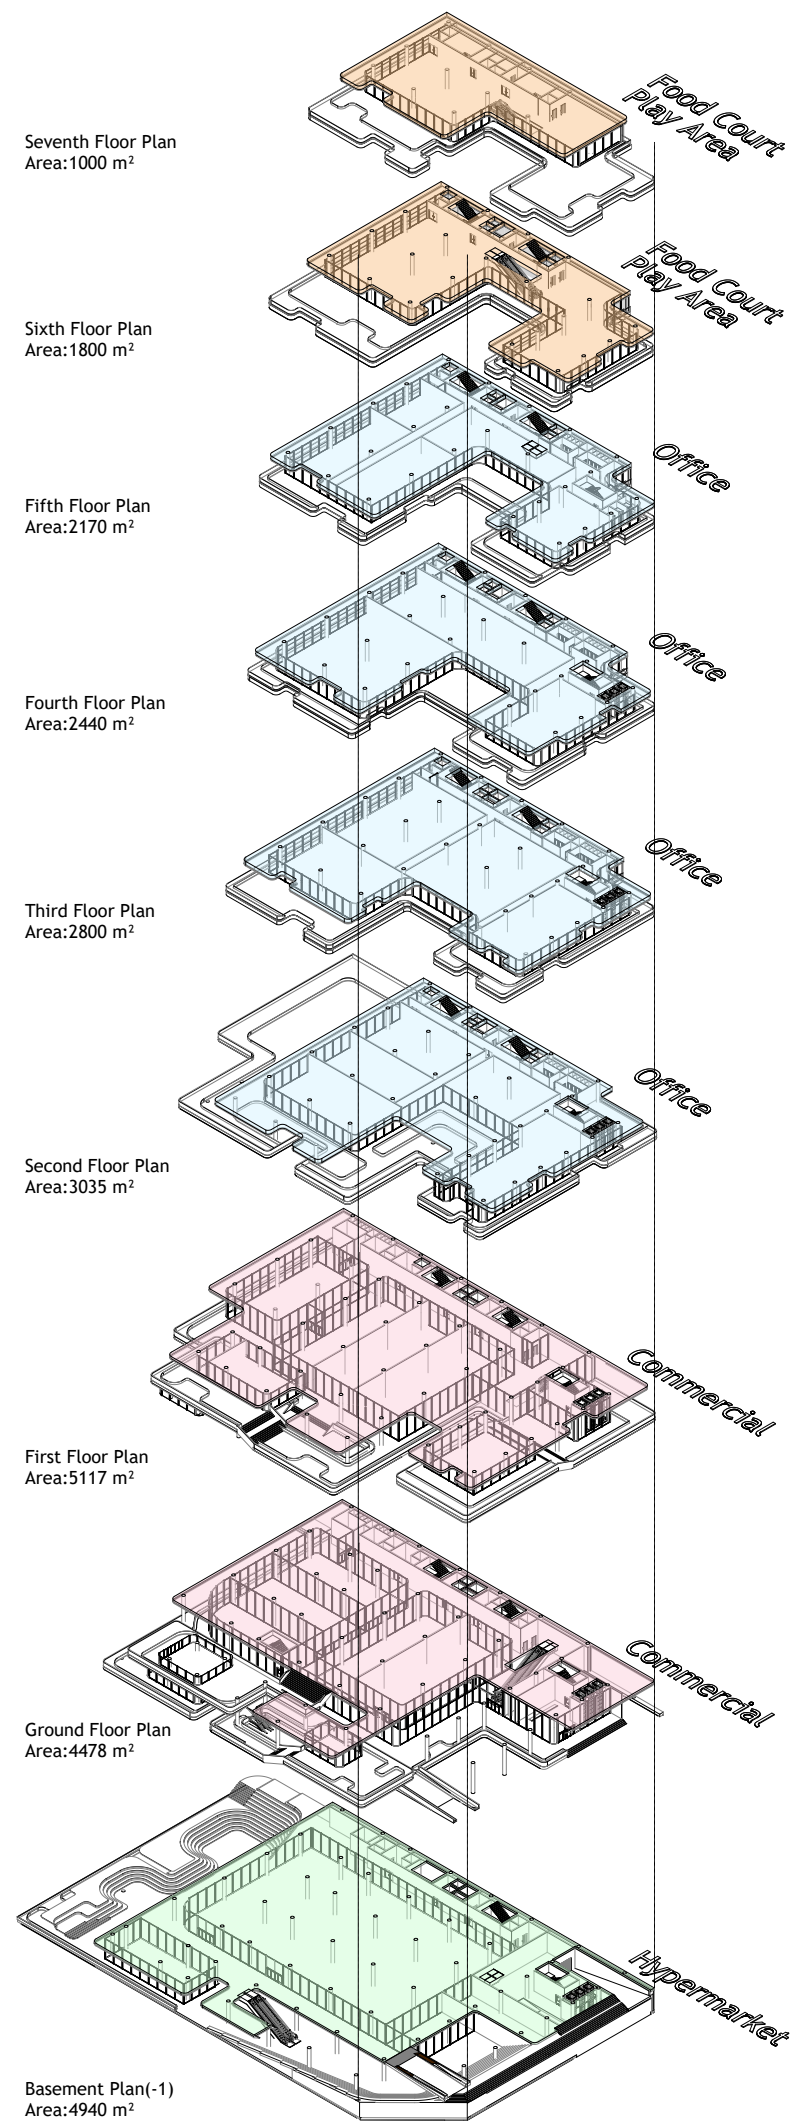 Food Court
Play Area
Seventh Floor Plan
Area:1000 m²
Food Court
Play Area
Sixth Floor Plan
Area:1800 m²
Office
Fifth Floor Plan
Area:2170 m²
Office
Fourth Floor Plan
Area:2440 m²
Office
Third Floor Plan
Area:2800 m²
Office
Second Floor Plan
Area:3035 m²
Commercial
First Floor Plan
Area:5117 m²
Commercial
Ground Floor Plan
Area:4478 m²
Hypermarket
Basement Plan(-1)
Area:4940 m²